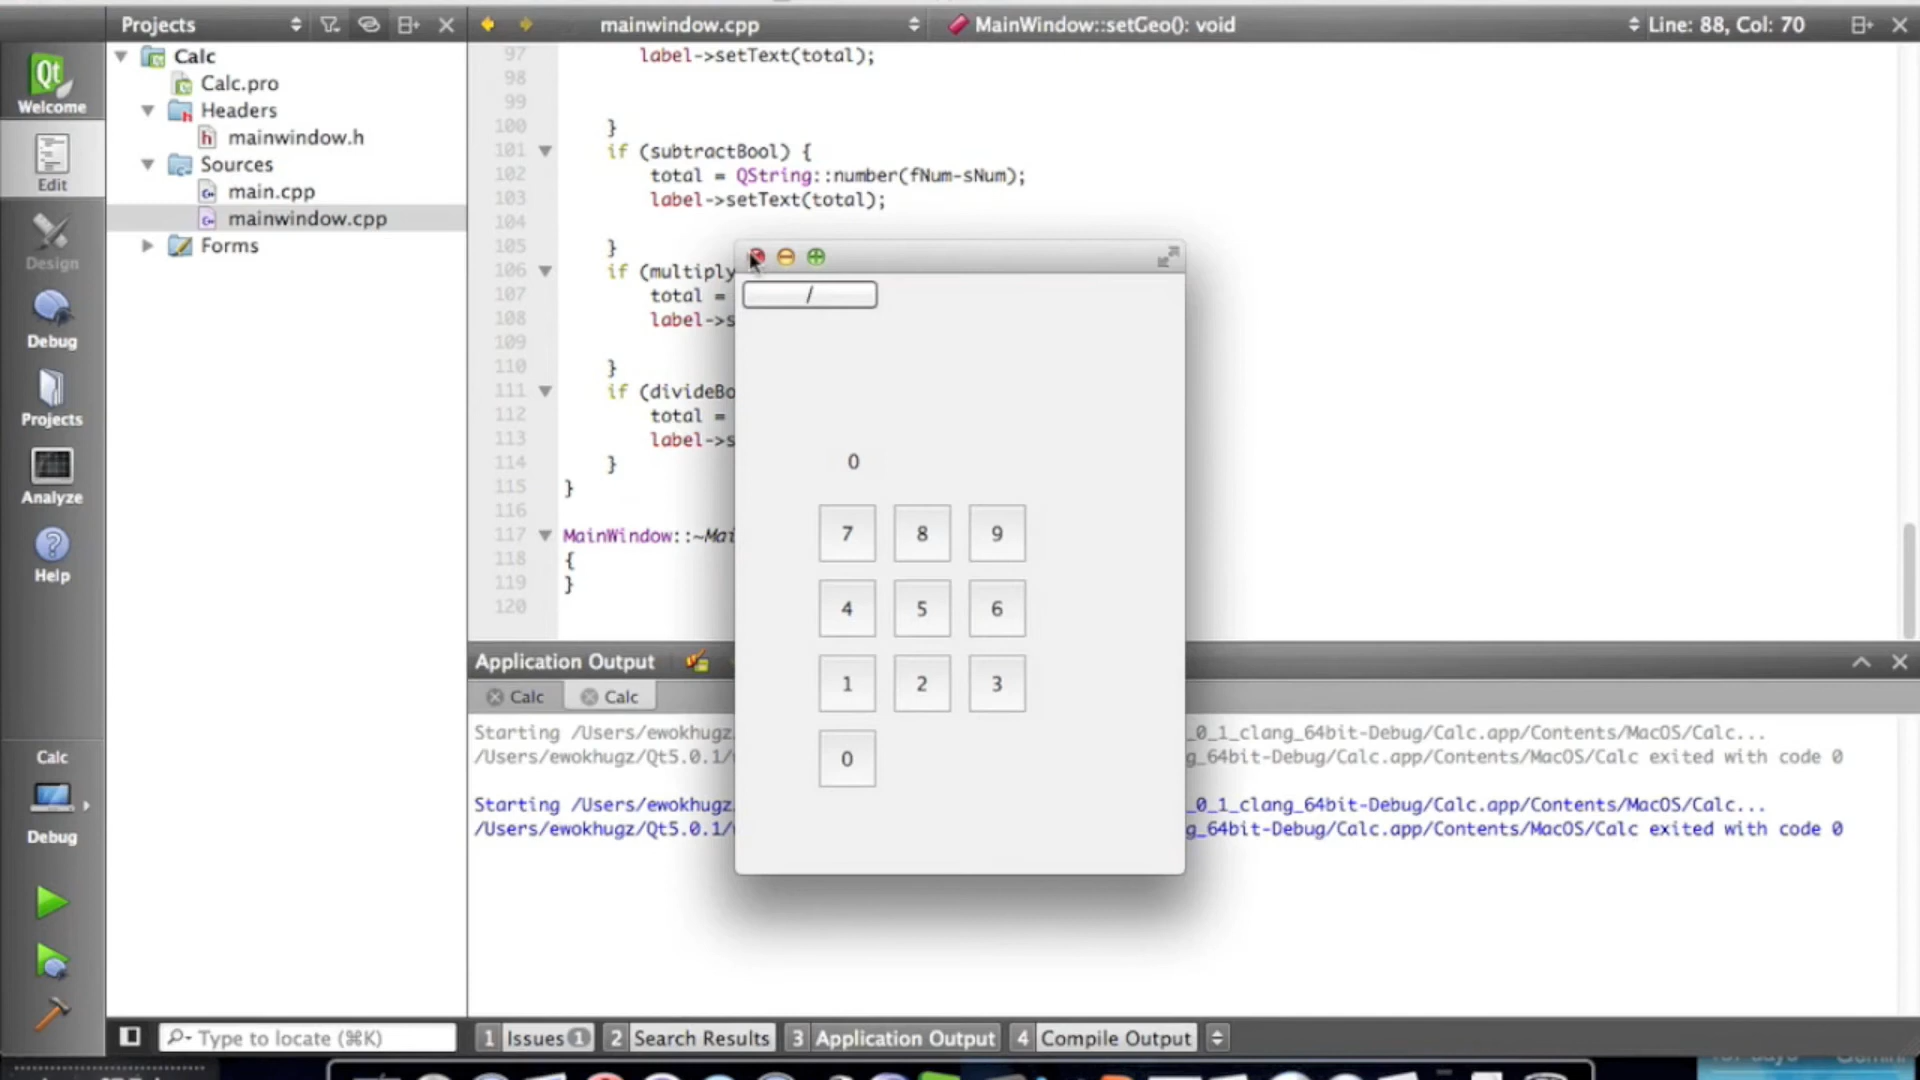 Projects
mainwindow.cpp
MainWindow::setGeo(): void
Line: 88, Col: 70
Welcome
Edit
Design
Debug
Projects
Analyze
Help
Calc
Debug
Calc
Calc.pro
Headers
mainwindow.h
Sources
main.cpp
mainwindow.cpp
Forms
97 label->setText(total);
98
99
100 }
101 if (subtractBool) {
102 total = QString::number(fNum-sNum);
103 label->setText(total);
104
105 }
106 if (multiply
107 total =
108 label->s
109
110 }
111 if (divideBo
112 total =
113 label->s
114 }
115 }
116
117 MainWindow::~Mai
118 {
119 }
120
/
0
7 8 9
4 5 6
1 2 3
0
Application Output
Calc Calc
Starting /Users/ewokhugz _0_1_clang_64bit-Debug/Calc.app/Contents/MacOS/Calc...
/Users/ewokhugz/Qt5.0.1/ g_64bit-Debug/Calc.app/Contents/MacOS/Calc exited with code 0
Starting /Users/ewokhugz _0_1_clang_64bit-Debug/Calc.app/Contents/MacOS/Calc...
/Users/ewokhugz/Qt5.0.1/ g_64bit-Debug/Calc.app/Contents/MacOS/Calc exited with code 0
Type to locate (⌘K) 1 Issues 1 2 Search Results 3 Application Output 4 Compile Output